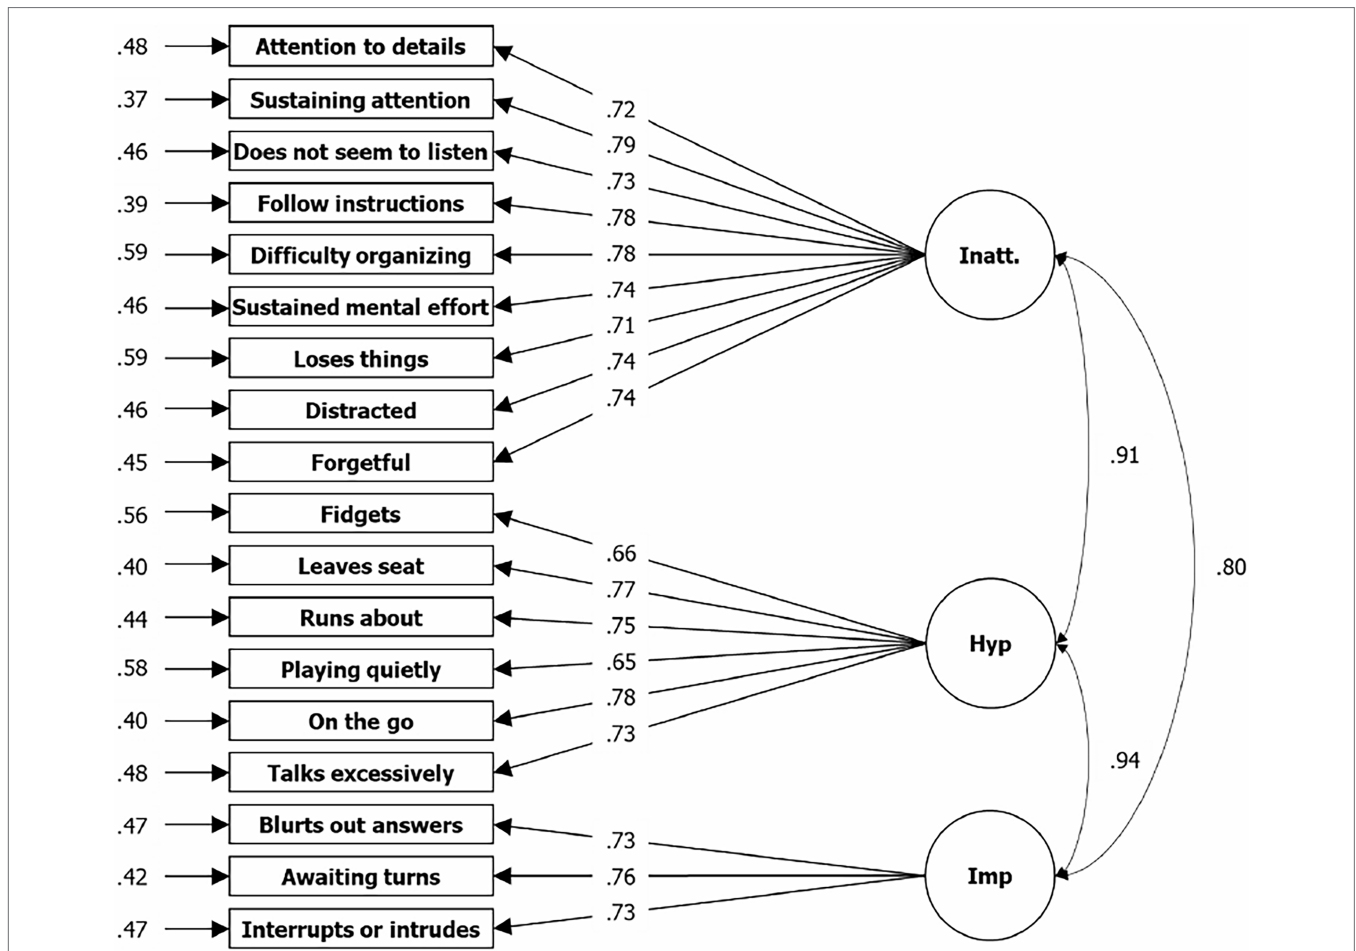 .48 Attention to details
.72
.37 Sustaining attention
.79
.46 Does not seem to listen
.73
.39 Follow instructions
.78
.59 Difficulty organizing .78 Inatt.
.74
.46 Sustained mental effort
.71
.59 Loses things
.74
.74
.46 Distracted
.45 Forgetful
.91
.56 Fidgets
.66
.40 Leaves seat .80
.77
.44 Runs about
.75
Hyp
.65
.58 Playing quietly
.78
.40 On the go
.73
.94
.48 Talks excessively
.47 Blurts out answers
.73
.42 Awaiting turns .76 Imp
.73
.47 Interrupts or intrudes